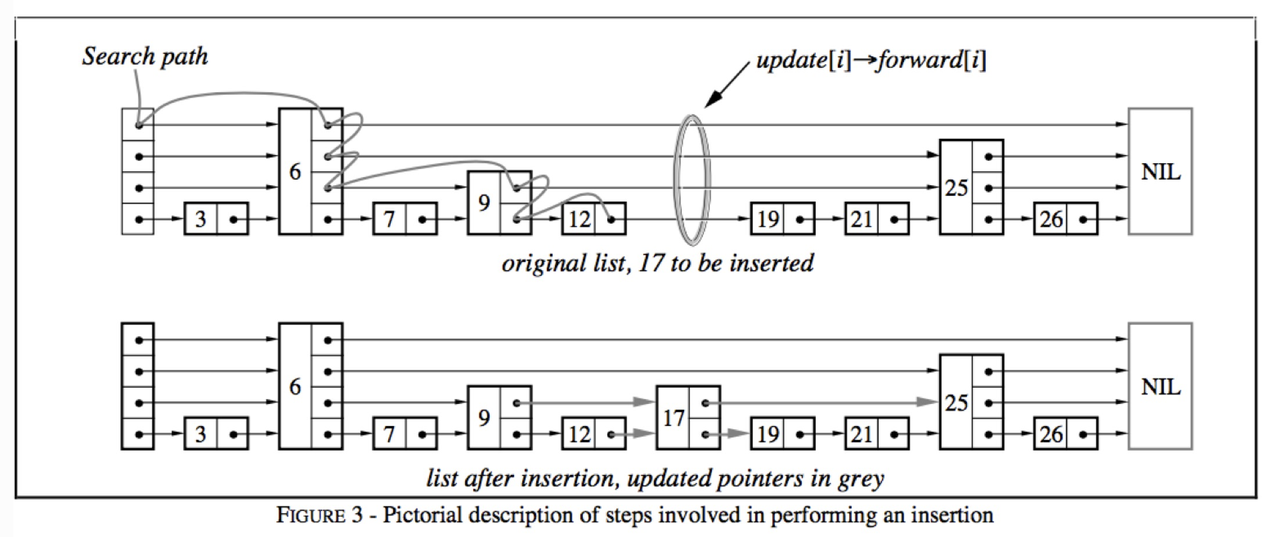 Search path
update[i]→forward[i]
6
NIL
25
9
3
7
12
19
21
26
original list, 17 to be inserted
6
NIL
25
9
17
3
7
12
19
21
26
list after insertion, updated pointers in grey
FIGURE 3 - Pictorial description of steps involved in performing an insertion